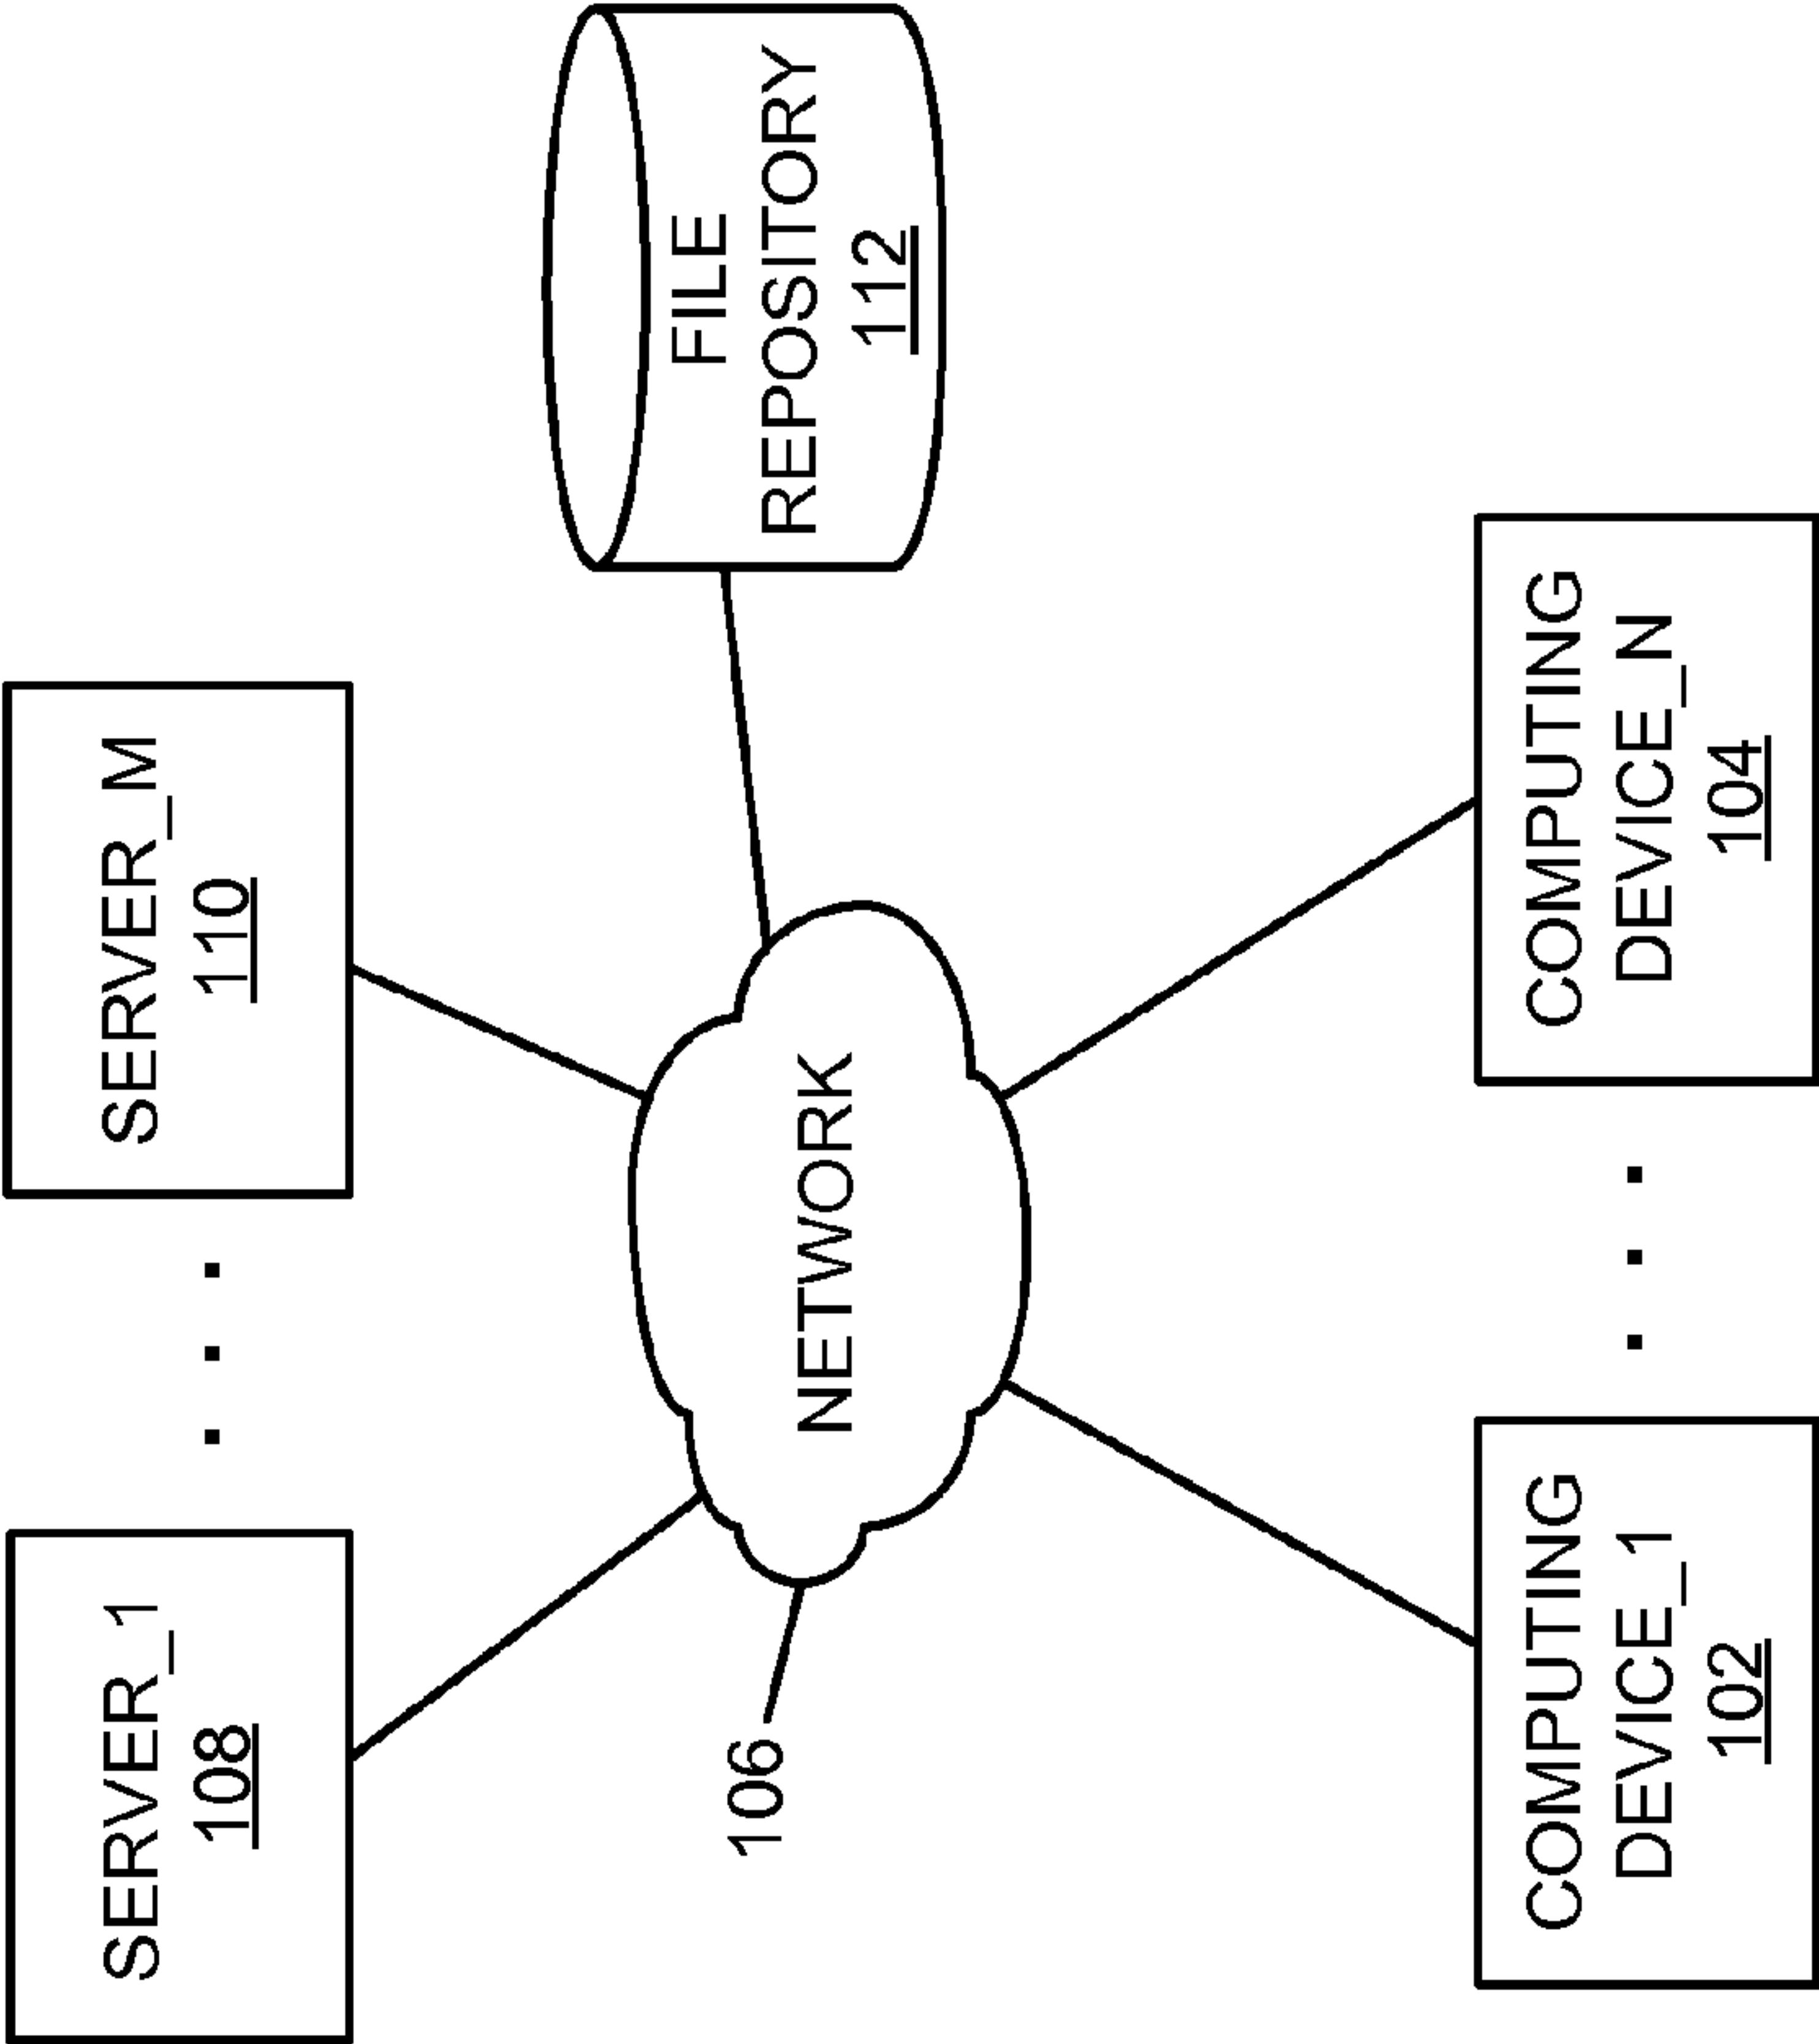 SERVER_1
108
SERVER_M
110
FILE
REPOSITORY
112
NETWORK
106
COMPUTING
DEVICE_1
102
COMPUTING
DEVICE_N
104